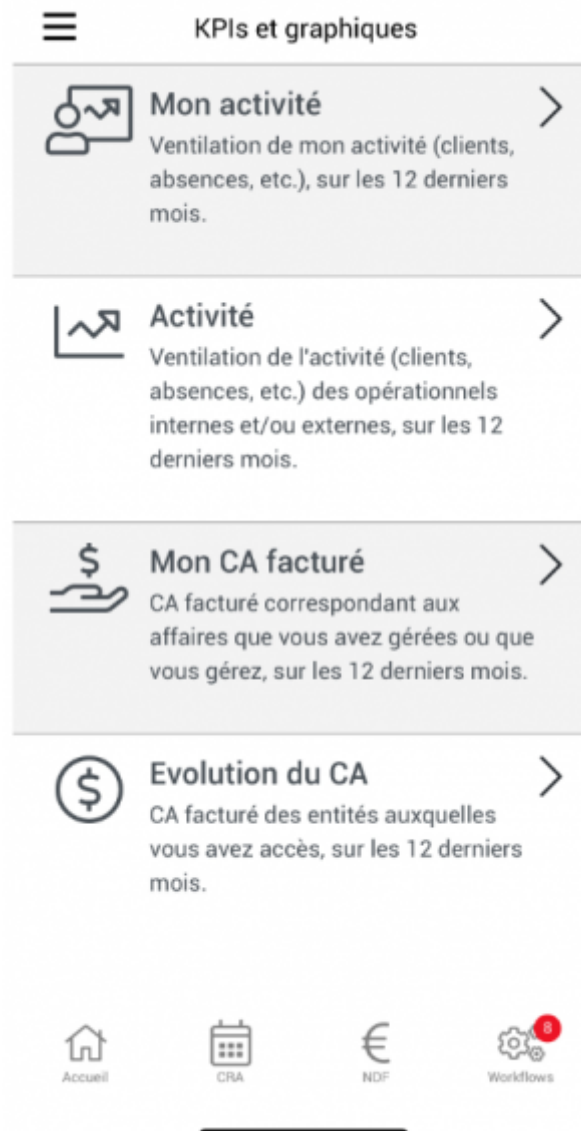 KPIs et graphiques
Mon activité
Ventilation de mon activité (clients,
absences, etc.), sur les 12 derniers
mois.
Activité
Ventilation de l'activité (clients,
absences, etc.) des opérationnels
internes et/ou externes, sur les 12
derniers mois.
$
Mon CA facturé
CA facturé correspondant aux
affaires que vous avez gérées ou que
vous gérez, sur les 12 derniers mois.
$
Evolution du CA
CA facturé des entités auxquelles
vous avez accès, sur les 12 derniers
mois.
€
8
Accueil
CRA
NDF
Workflows